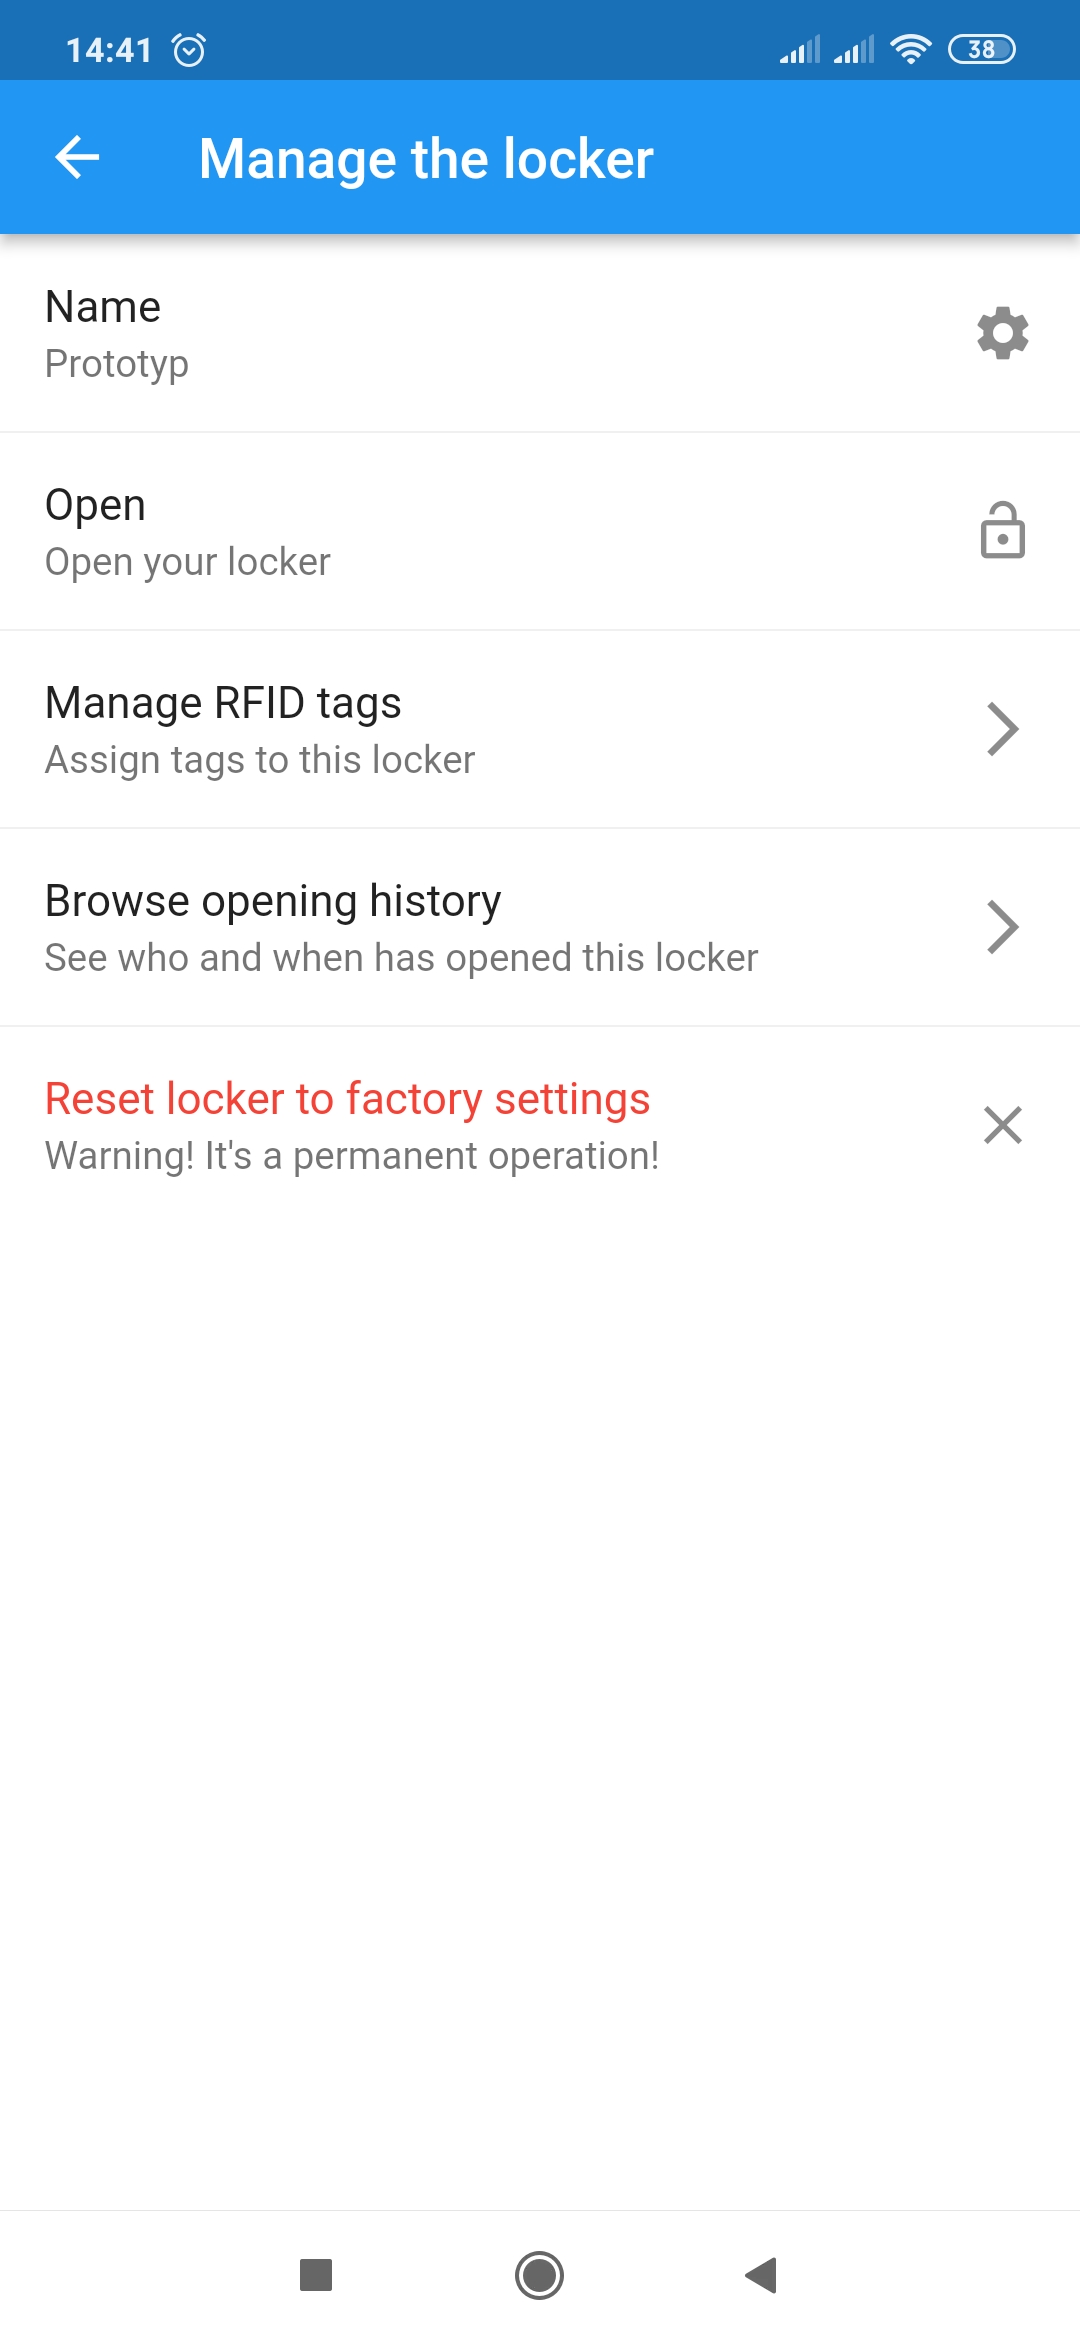 14:41
38
Manage the locker
Name
Prototyp
Open
Open your locker
Manage RFID tags
Assign tags to this locker
Browse opening history
See who and when has opened this locker
Reset locker to factory settings
Warning! It's a permanent operation!